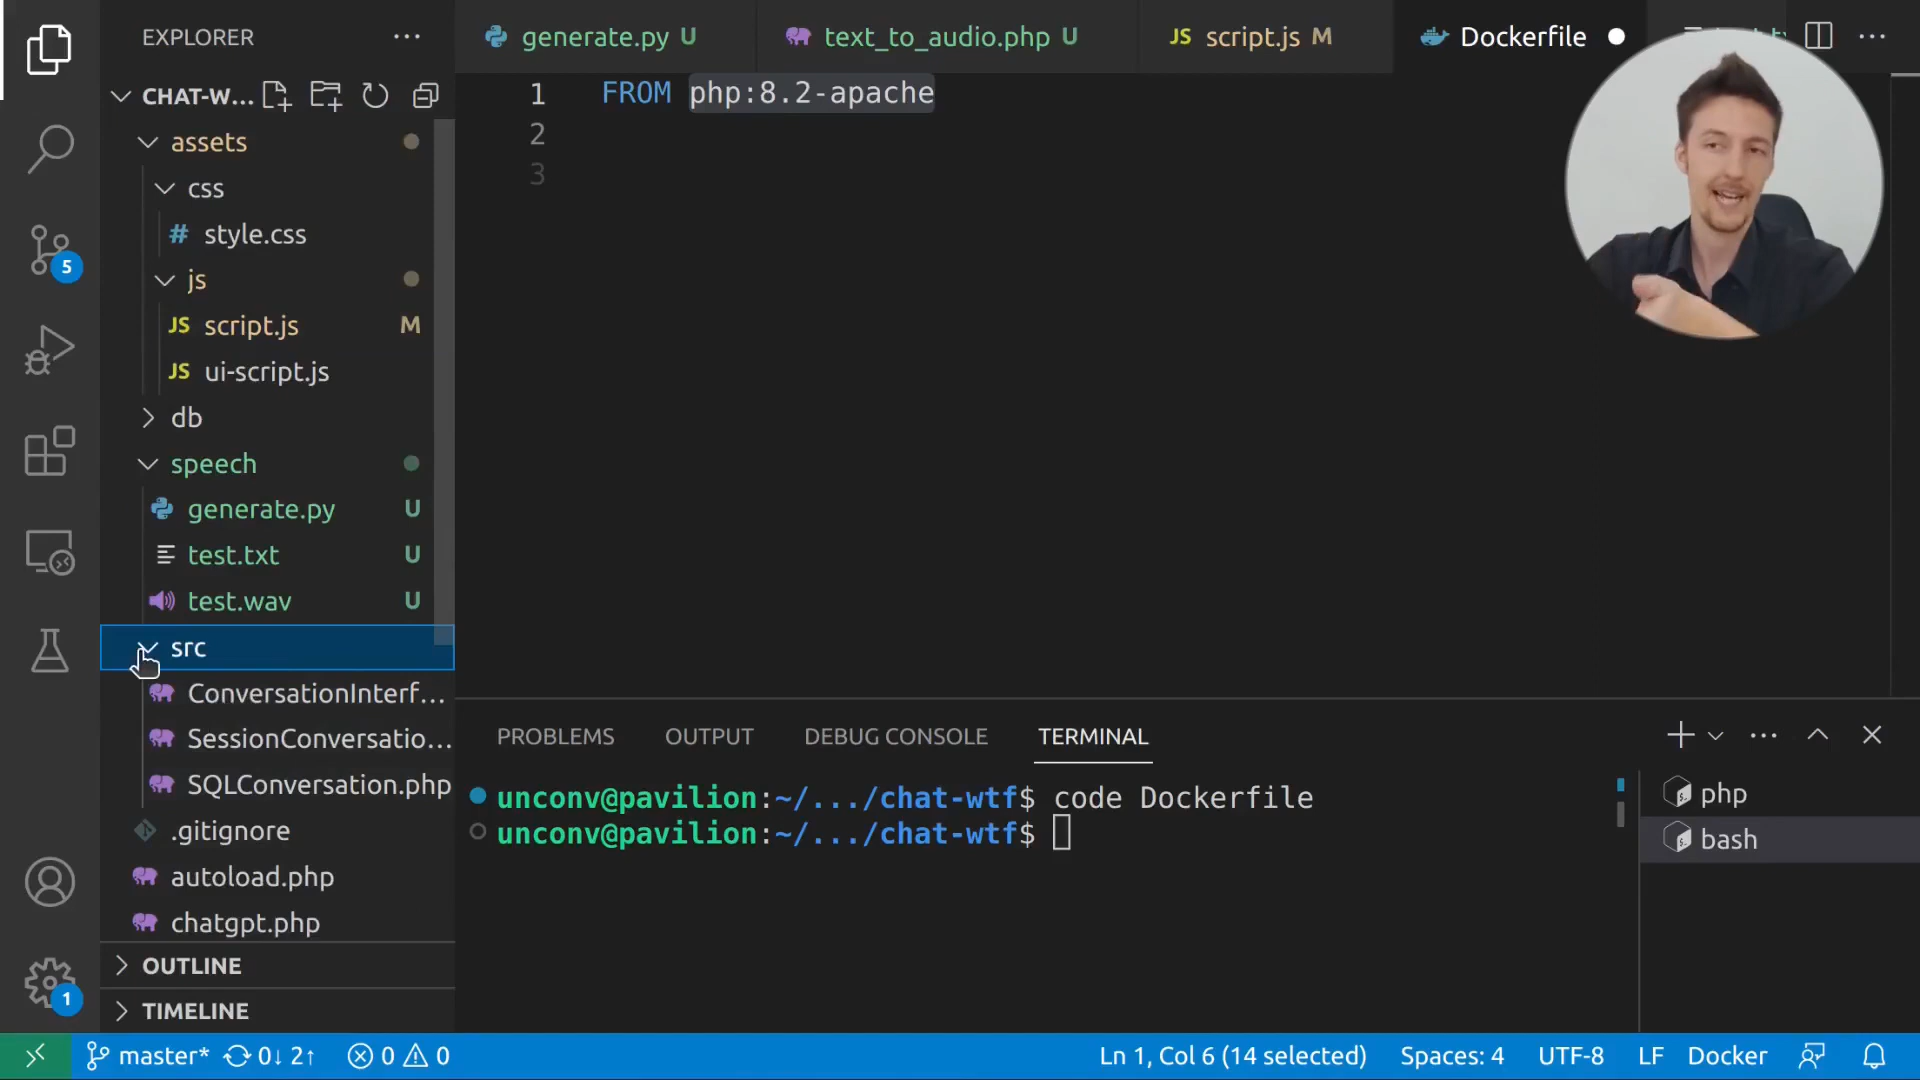 EXPLORER
generate.py U
text_to_audio.php U
JS script.js M
Dockerfile
CHAT-W...
assets
css
# style.css
js
JS script.js M
JS ui-script.js
db
speech
generate.py U
test.txt U
test.wav U
src
ConversationInterf...
SessionConversatio...
SQLConversation.php
.gitignore
autoload.php
chatgpt.php
OUTLINE
TIMELINE
5
1
1 FROM php:8.2-apache
2
3
PROBLEMS OUTPUT DEBUG CONSOLE TERMINAL
unconv@pavilion:~/.../chat-wtf$ code Dockerfile
unconv@pavilion:~/.../chat-wtf$
php
bash
master* 0↓ 2↑ 0 0 Ln 1, Col 6 (14 selected) Spaces: 4 UTF-8 LF Docker